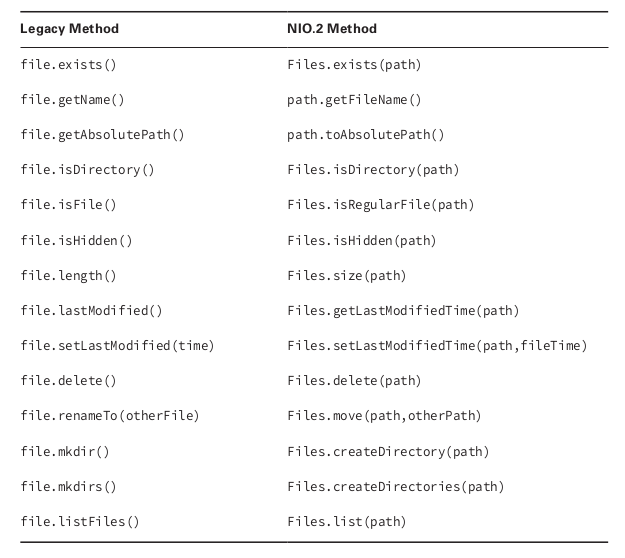 Legacy Method NIO.2 Method
file.exists() Files.exists(path)
file.getName() path.getFileName()
file.getAbsolutePath() path.toAbsolutePath()
file.isDirectory() Files.isDirectory(path)
file.isFile() Files.isRegularFile(path)
file.isHidden() Files.isHidden(path)
file.length() Files.size(path)
file.lastModified() Files.getLastModifiedTime(path)
file.setLastModified(time) Files.setLastModifiedTime(path,fileTime)
file.delete() Files.delete(path)
file.renameTo(otherFile) Files.move(path,otherPath)
file.mkdir() Files.createDirectory(path)
file.mkdirs() Files.createDirectories(path)
file.listFiles() Files.list(path)